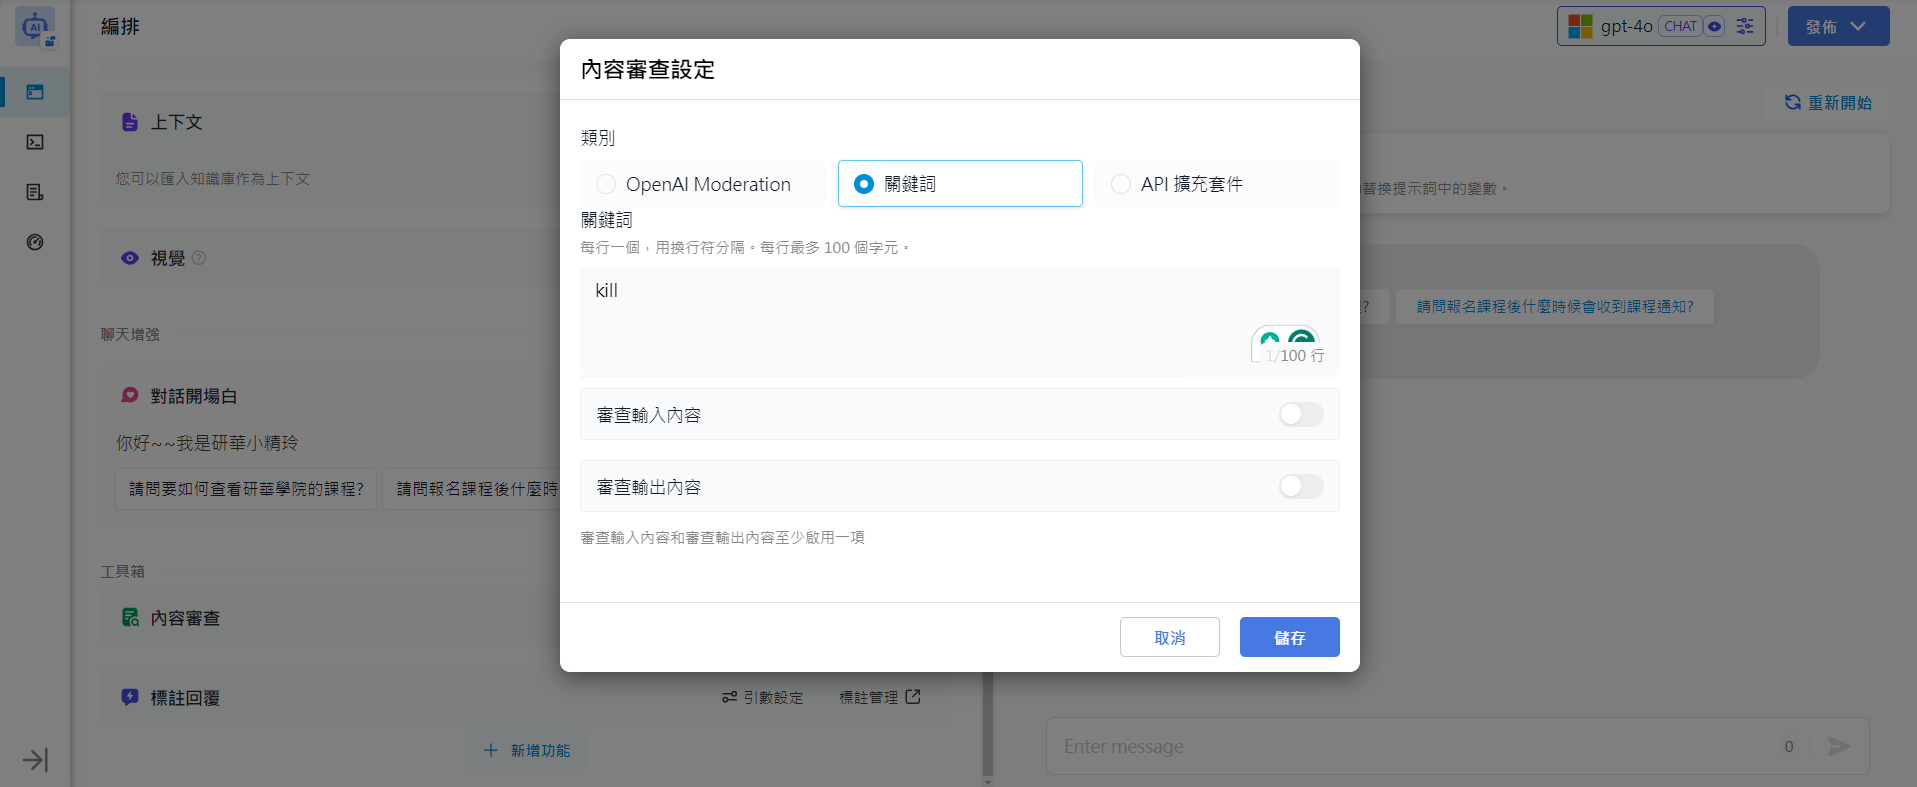 AI
編排
gpt-4o CHAT
發佈
重新開始
上下文
您可以匯入知識庫作為上下文
視覺
聊天增強
對話開場白
你好~~我是研華小精玲
請問要如何查看研華學院的課程?
請問報名課程後什麼時
工具箱
內容審查
標註回覆
引數設定
標註管理
新增功能
內容審查設定
類別
OpenAI Moderation
關鍵詞
API 擴充套件
關鍵詞
每行一個，用換行符分隔。每行最多 100 個字元。
kill
1/100 行
審查輸入內容
審查輸出內容
審查輸入內容和審查輸出內容至少啟用一項
取消
儲存
替換提示詞中的變數。
?
請問報名課程後什麼時候會收到課程通知?
Enter message
0